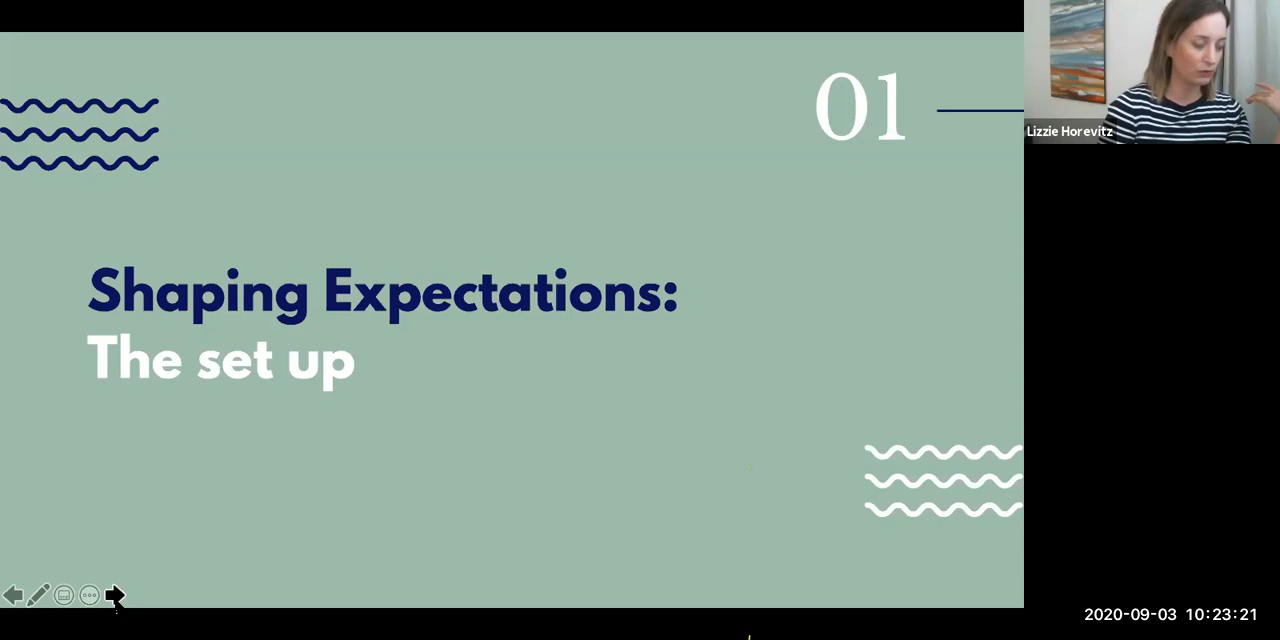 01
Shaping Expectations:
The set up
Lizzie Horevitz
2020-09-03 10:23:21